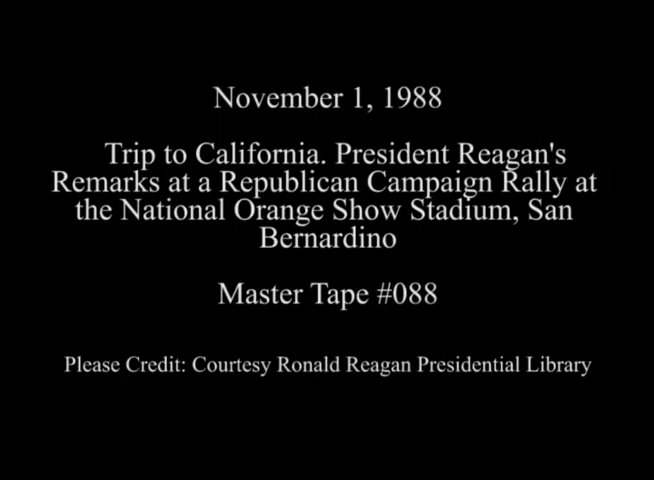 November 1, 1988
Trip to California. President Reagan's
Remarks at a Republican Campaign Rally at
the National Orange Show Stadium, San
Bernardino
Master Tape #088
Please Credit: Courtesy Ronald Reagan Presidential Library